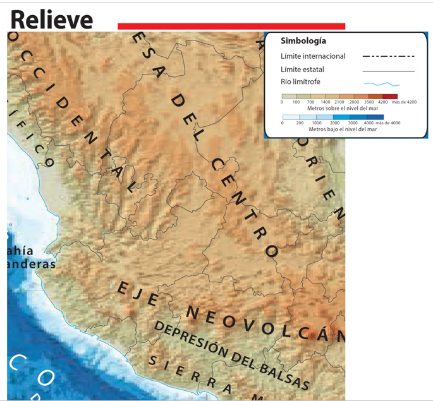 Relieve
Simbología
Límite internacional
Límite estatal
Río limítrofe
0 100 700 1400 2100 2800 3500 4200 más de 4200
Metros sobre el nivel del mar
0 200 1000 2000 3000 4000 más de 4000
Metros bajo el nivel del mar
OCCIDENTAL
ESA DEL CENTRO
ORIEN
ÍFICO
ahía
anderas
EJE NEOVOLCÁN
DEPRESIÓN DEL BALSAS
SIERRA M
O C